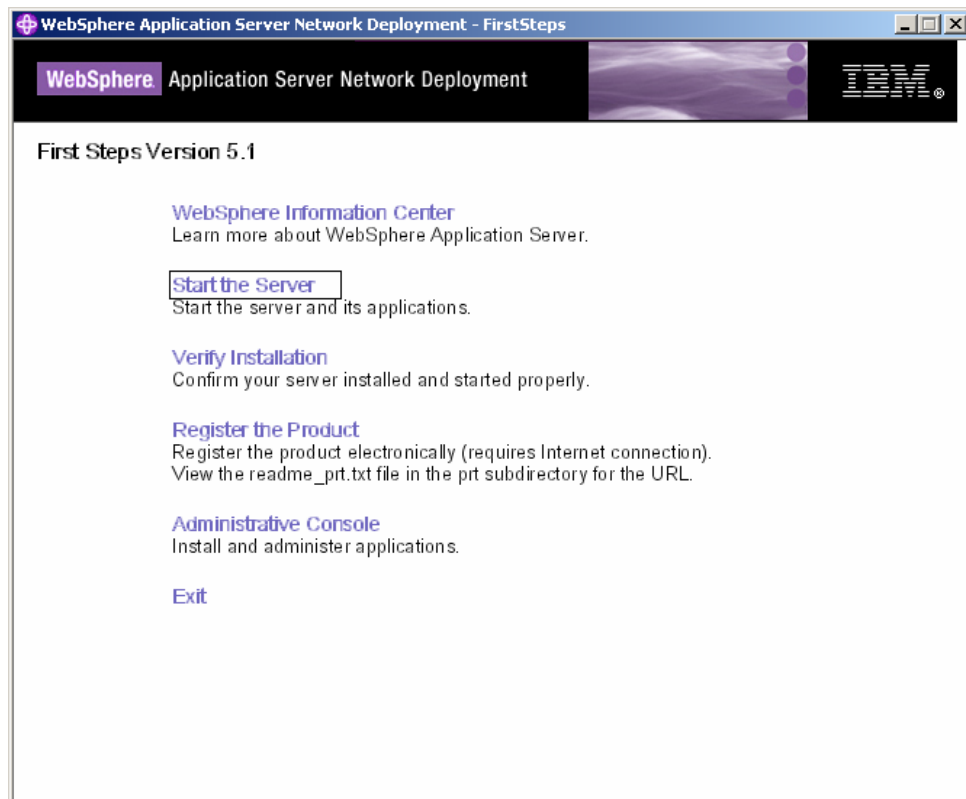 WebSphere Application Server Network Deployment - FirstSteps
WebSphere. Application Server Network Deployment
IBM®
First Steps Version 5.1
WebSphere Information Center
Learn more about WebSphere Application Server.
Start the Server
Start the server and its applications.
Verify Installation
Confirm your server installed and started properly.
Register the Product
Register the product electronically (requires Internet connection).
View the readme_prt.txt file in the prt subdirectory for the URL.
Administrative Console
Install and administer applications.
Exit